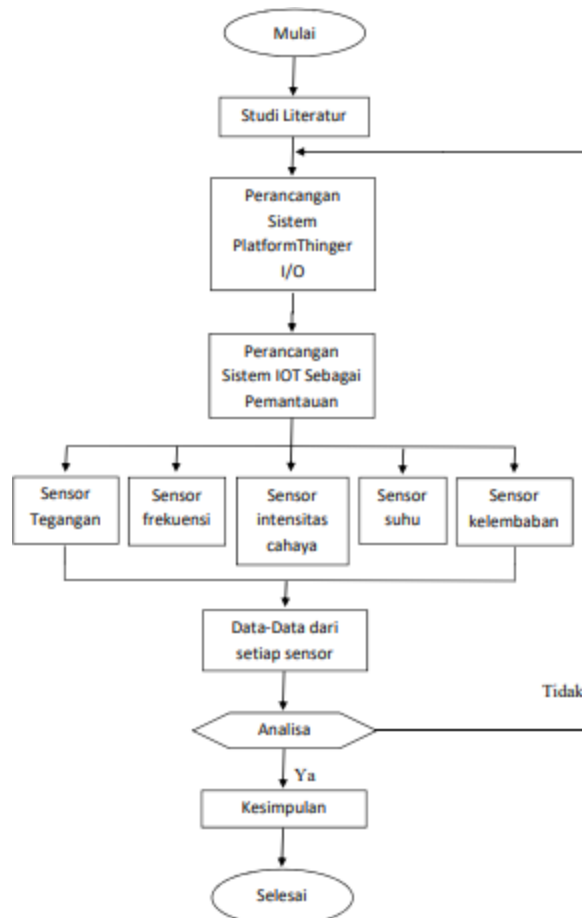 Mulai
Studi Literatur
Perancangan
Sistem
PlatformThinger
I/O
Perancangan
Sistem IOT Sebagai
Pemantauan
Sensor
Tegangan
Sensor
frekuensi
Sensor
intensitas
cahaya
Sensor
suhu
Sensor
kelembaban
Data-Data dari
setiap sensor
Tidak
Analisa
Ya
Kesimpulan
Selesai